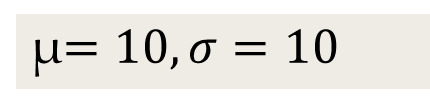 μ= 10, σ = 10